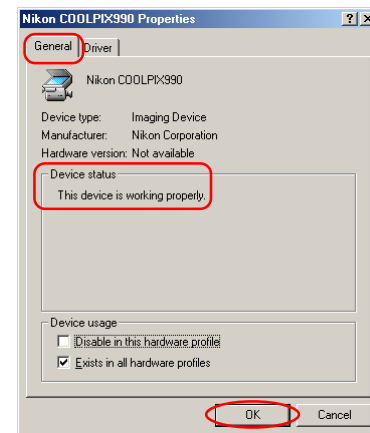 Nikon COOLPIX990 Properties
General Driver
Nikon COOLPIX990
Device type: Imaging Device
Manufacturer: Nikon Corporation
Hardware version: Not available
Device status
This device is working properly.
Device usage
Disable in this hardware profile
Exists in all hardware profiles
OK Cancel